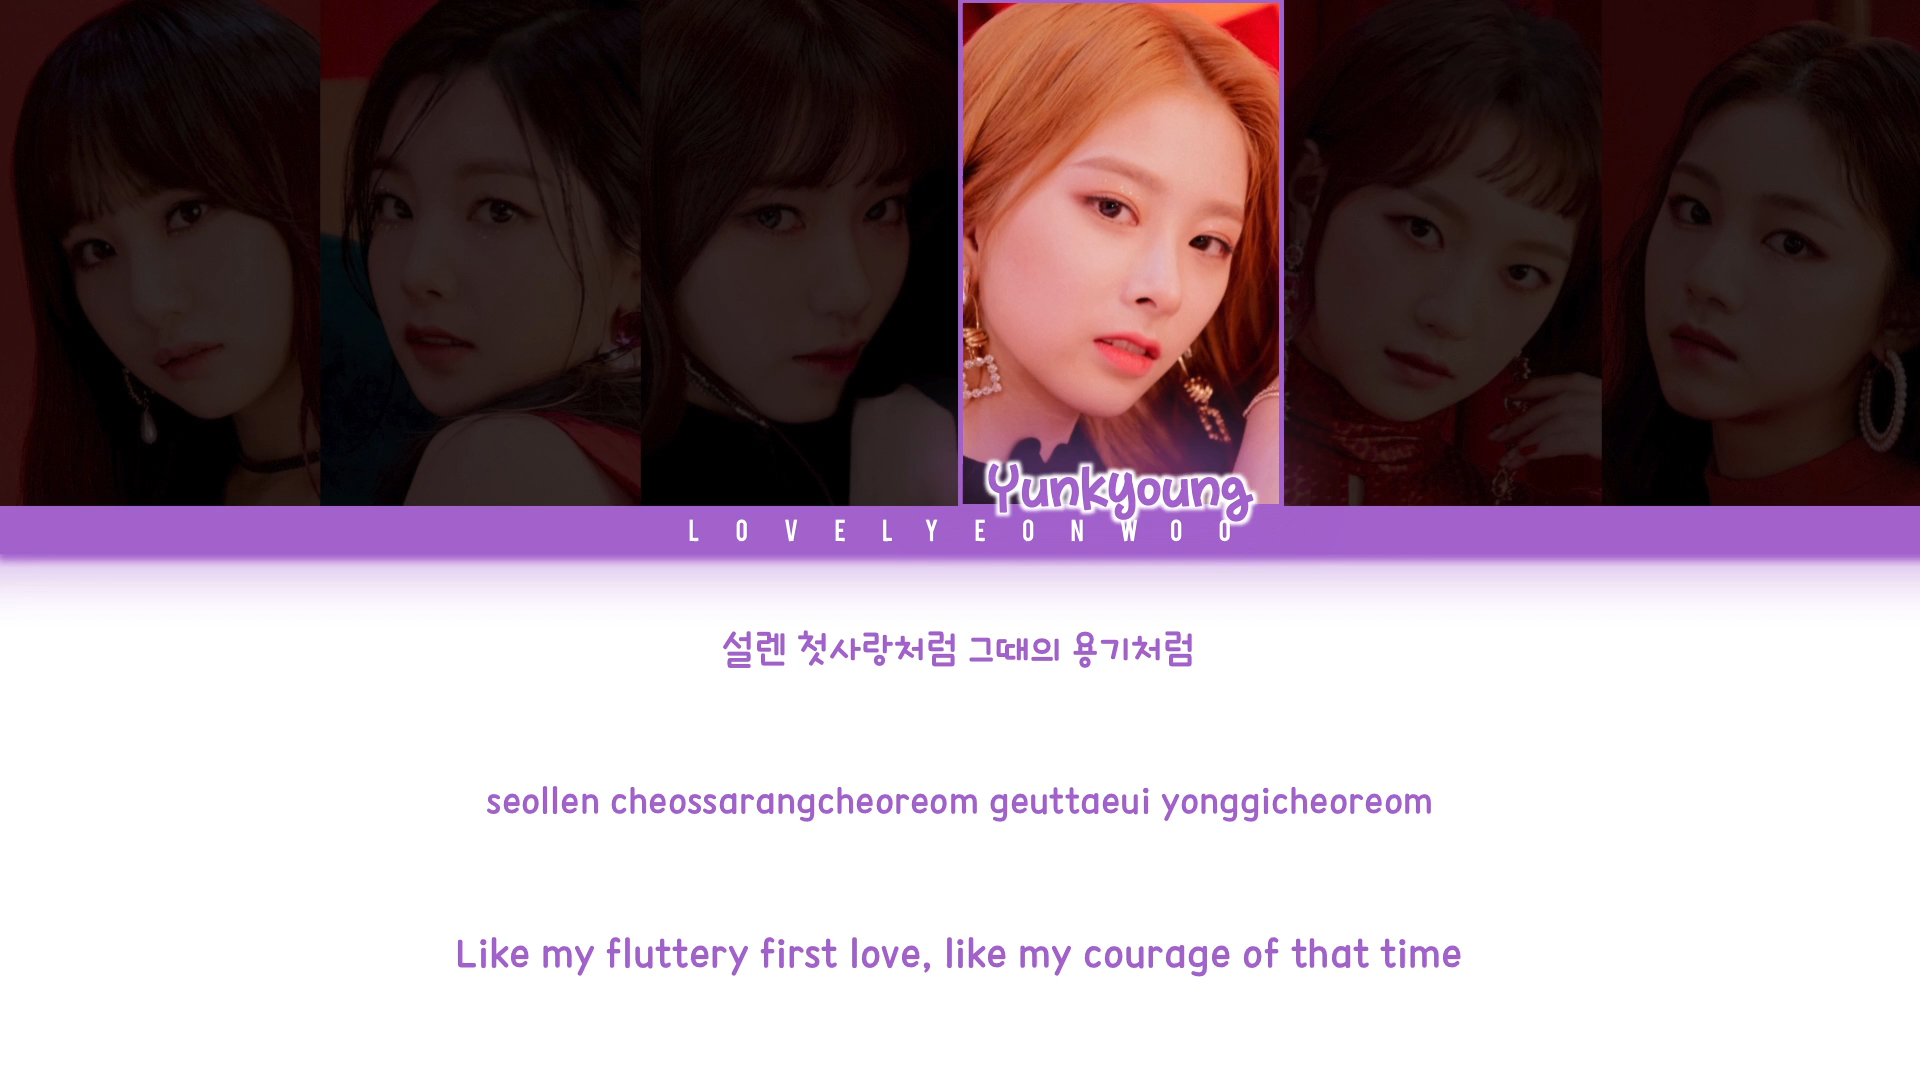 Yunkyoung
LOVELYEONWOO
설렌 첫사랑처럼 그때의 용기처럼
seollen cheossarangcheoreom geuttaeui yonggicheoreom
Like my fluttery first love, like my courage of that time